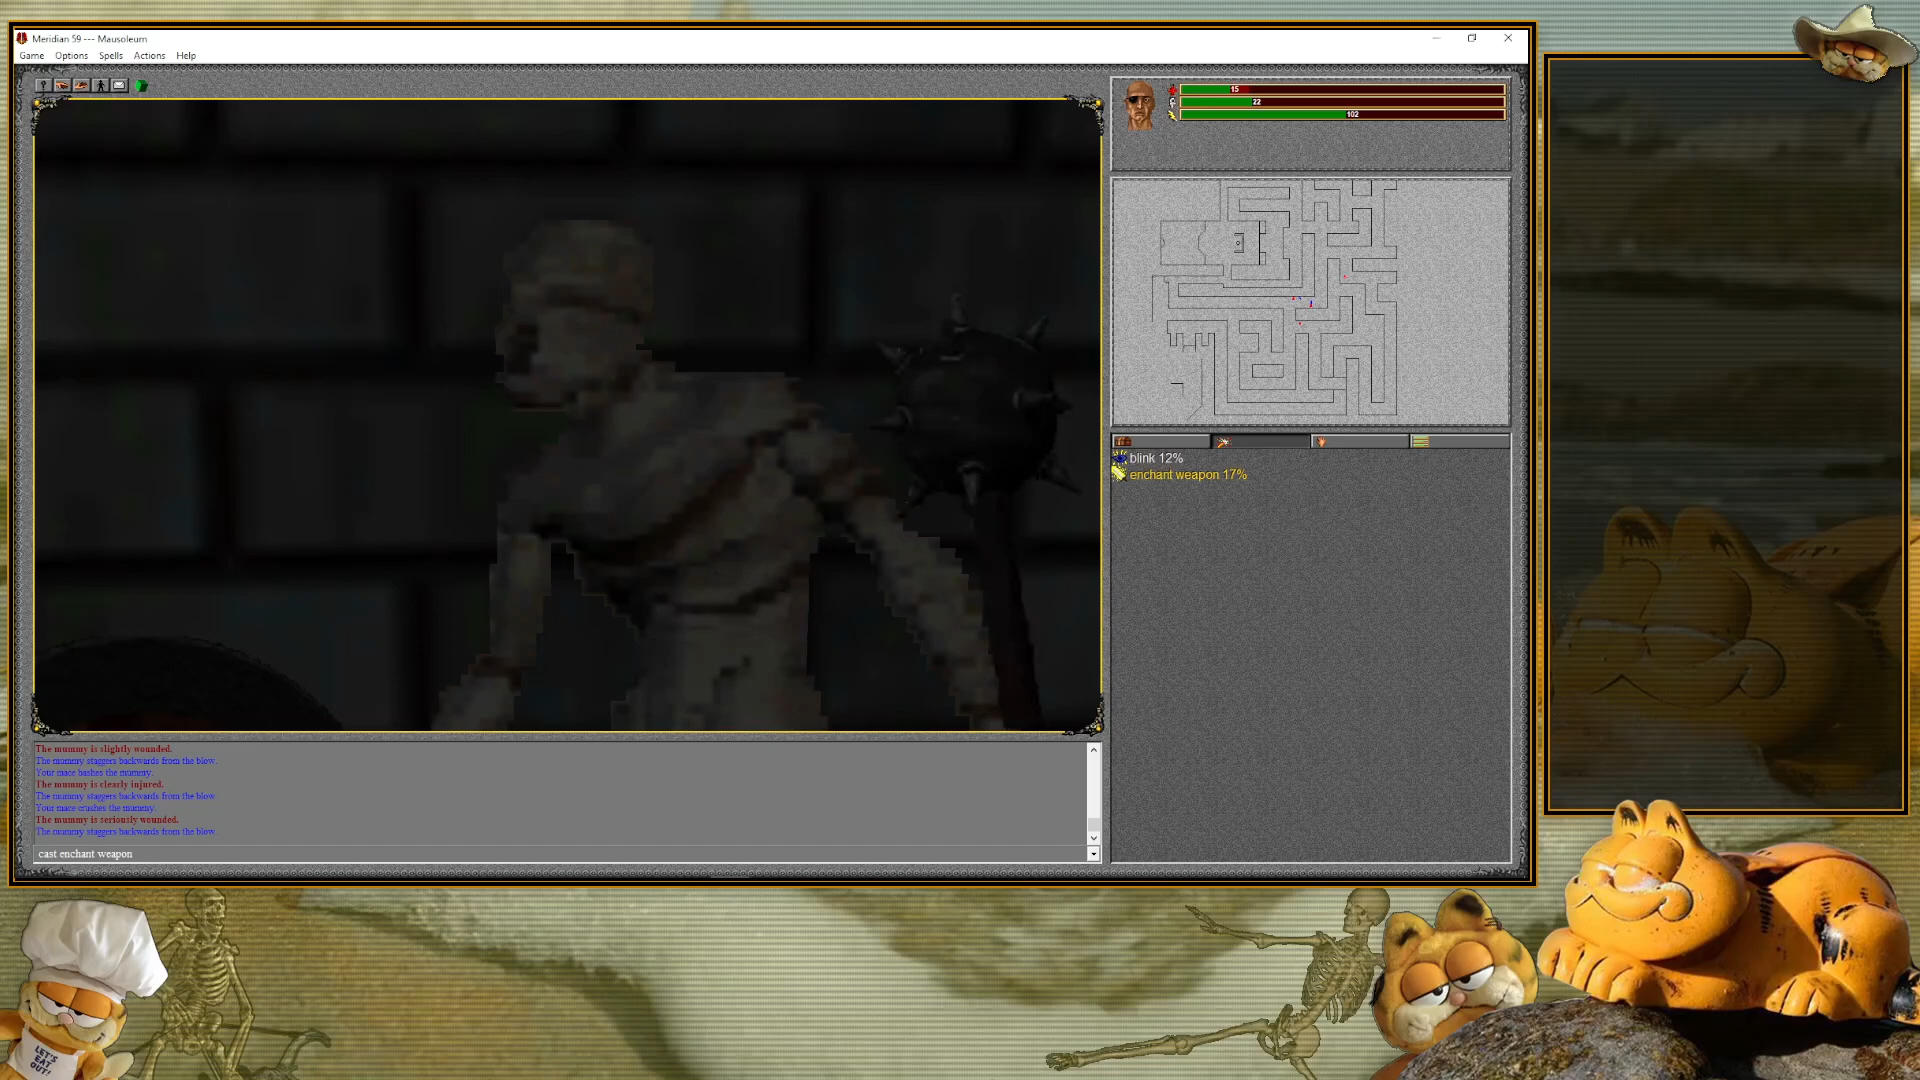 Meridian 59 --- Mausoleum
Game Options Spells Actions Help
15
22
102
blink 12%
enchant weapon 17%
The mummy is slightly wounded.
The mummy staggers backwards from the blow.
Your mace bashes the mummy.
The mummy is clearly injured.
The mummy staggers backwards from the blow.
Your mace crushes the mummy.
The mummy is seriously wounded.
The mummy staggers backwards from the blow.
cast enchant weapon
LET'S
EAT
OUT!